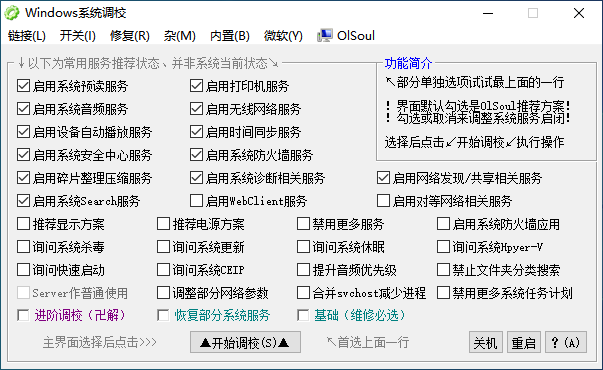 Windows系统调校
链接(L) 开关(I) 修复(R) 杂(M) 内置(B) 微软(Y) OlSoul
↓以下为常用服务推荐状态、并非系统当前状态↘
功能简介
↖部分单独选项试试最上面的一行
! 界面默认勾选是OlSoul推荐方案!
! 勾选或取消来调整系统服务启闭!
选择后点击↙开始调校↙执行操作
启用系统预读服务 启用打印机服务
启用系统音频服务 启用无线网络服务
启用设备自动播放服务 启用时间同步服务
启用系统安全中心服务 启用系统防火墙服务
启用碎片整理压缩服务 启用系统诊断相关服务 启用网络发现/共享相关服务
启用系统Search服务 启用WebClient服务 启用对等网络相关服务
推荐显示方案 推荐电源方案 禁用更多服务 启用系统防火墙应用
询问系统杀毒 询问系统更新 询问系统休眠 询问系统Hpyer-V
询问快速启动 询问系统CEIP 提升音频优先级 禁止文件夹分类搜索
Server作普通使用 调整部分网络参数 合并svchost减少进程 禁用更多系统任务计划
进阶调校（卍解） 恢复部分系统服务 基础（维修必选）
主界面选择后点击>>> ▲开始调校(S)▲ ↖首选上面一行 关机 重启 ? (A)